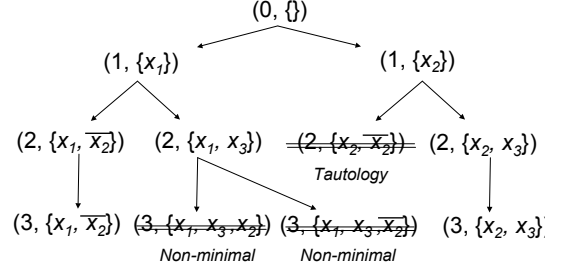 (0, {})
(1, {x₁}) (1, {x₂})
(2, {x₁, x̅₂}) (2, {x₁, x₃}) (2, {x₂, x̅₂}) (2, {x₂, x₃})
Tautology
(3, {x₁, x̅₂}) (3, {x₁, x₃,x₂}) (3, {x₁, x₃,x̅₂}) (3, {x₂, x₃}
Non-minimal Non-minimal